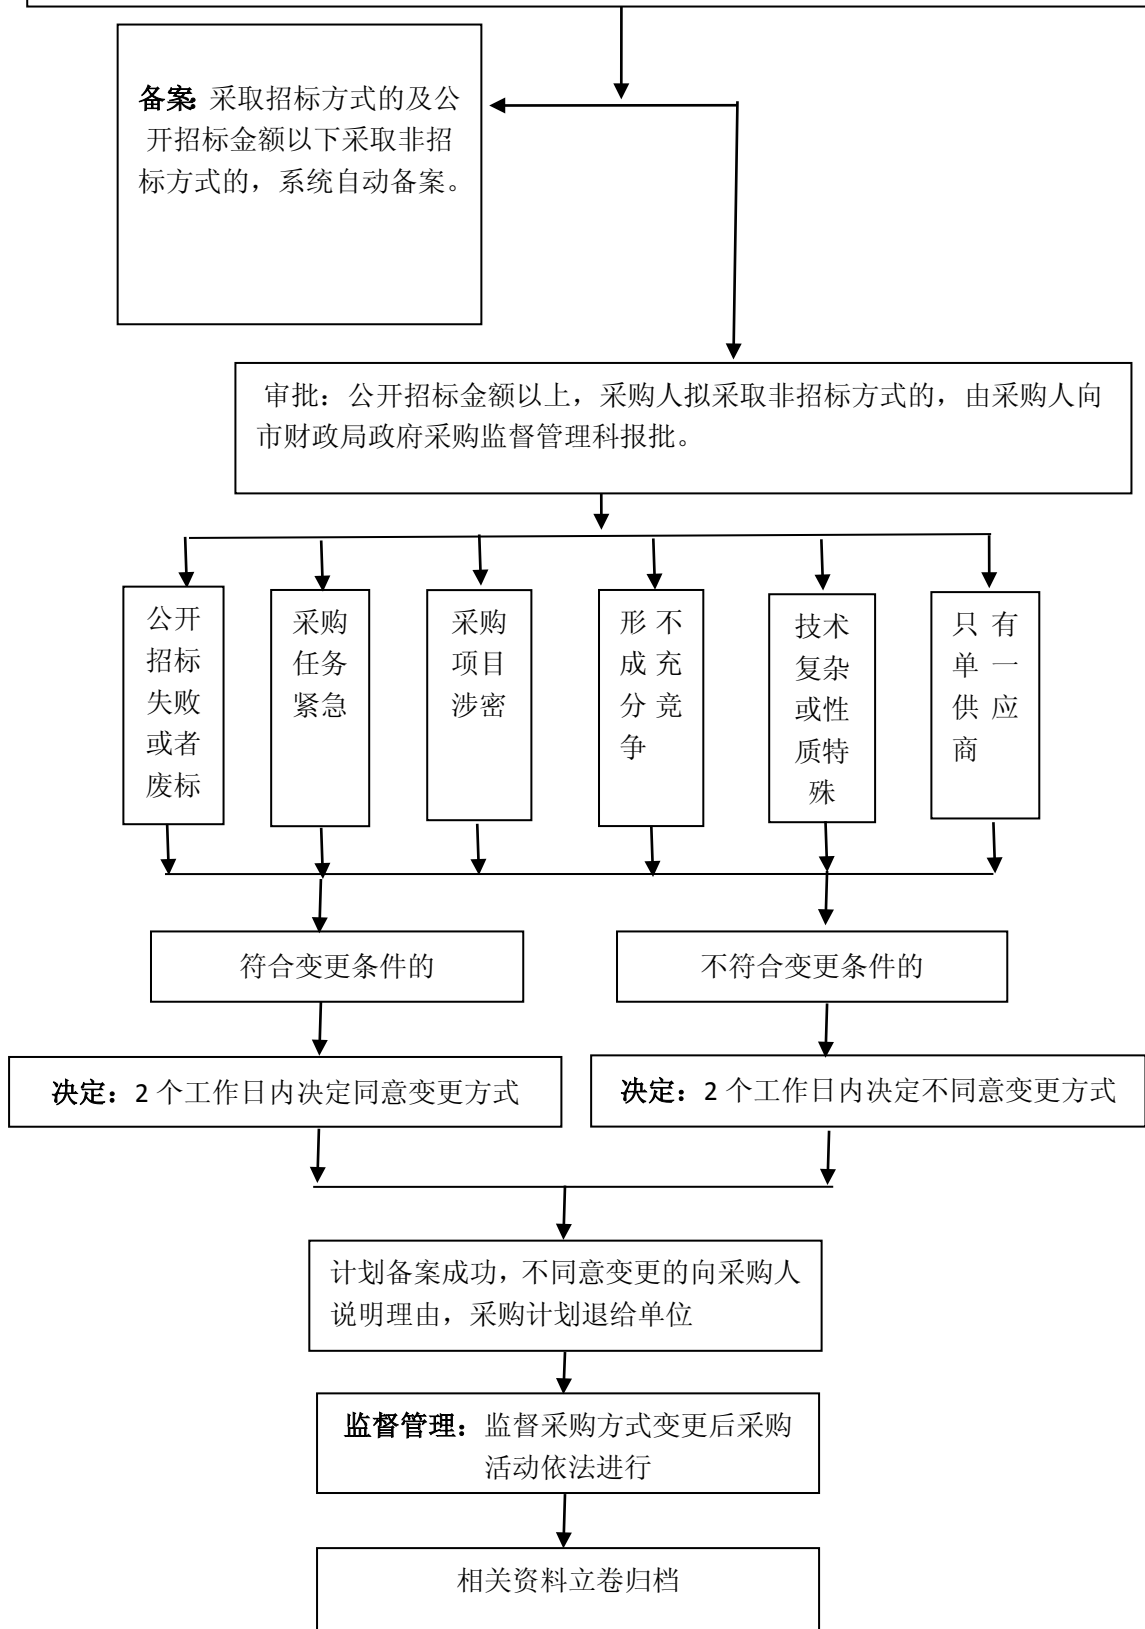 备案：采取招标方式的及公
开招标金额以下采取非招
标方式的，系统自动备案。
审批：公开招标金额以上，采购人拟采取非招标方式的，由采购人向
市财政局政府采购监督管理科报批。
公开
招标
失败
或者
废标
采购
任务
紧急
采购
项目
涉密
形不
成充
分竞
争
技术
复杂
或性
质特
殊
只有
单一
供应
商
符合变更条件的
不符合变更条件的
决定：2个工作日内决定同意变更方式
决定：2个工作日内决定不同意变更方式
计划备案成功，不同意变更的向采购人
说明理由，采购计划退给单位
监督管理：监督采购方式变更后采购
活动依法进行
相关资料立卷归档